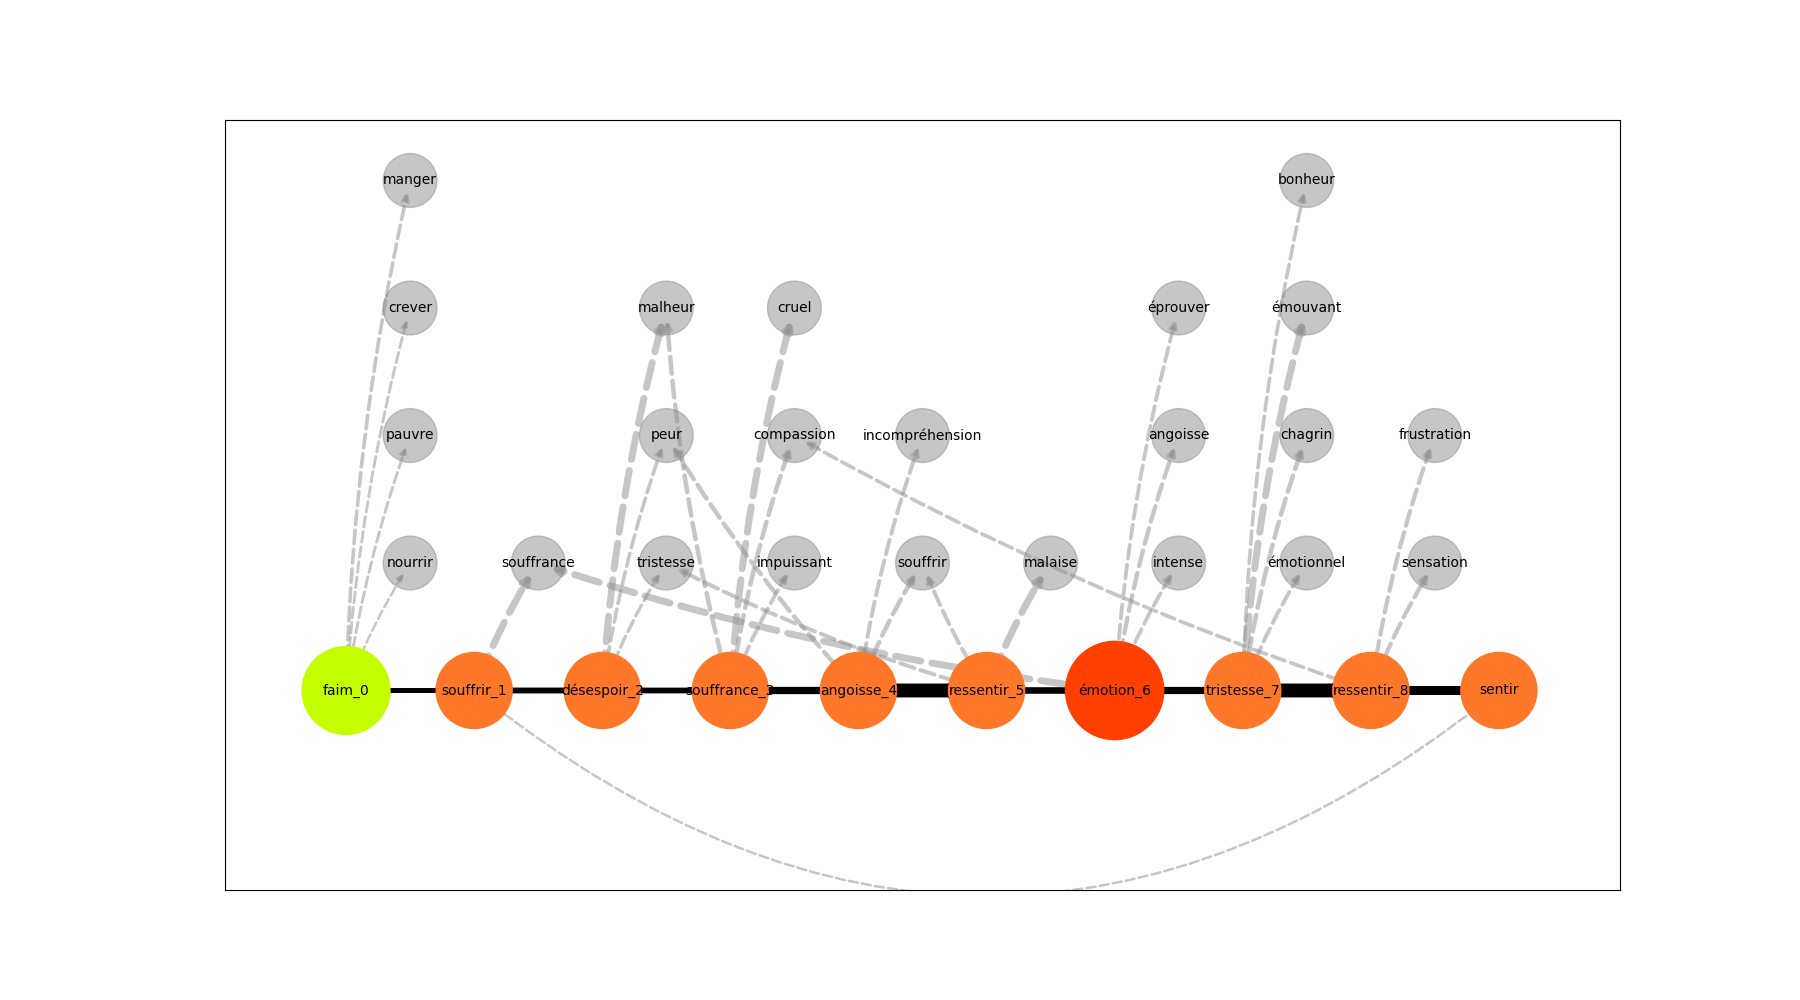 manger
bonheur
crever
malheur
cruel
éprouver
émouvant
pauvre
peur
compassion
incompréhension
angoisse
chagrin
frustration
nourrir
souffrance
tristesse
impuissant
souffrir
malaise
intense
émotionnel
sensation
faim_0
souffrir_1
désespoir_2
souffrance_3
angoisse_4
ressentir_5
émotion_6
tristesse_7
ressentir_8
sentir